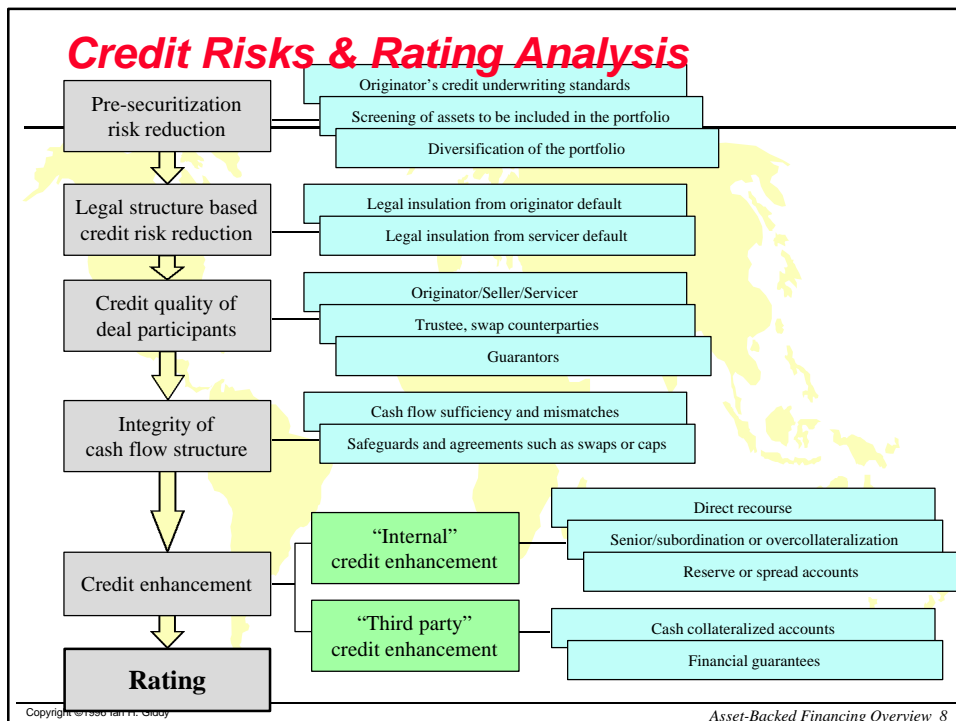 Credit Risks & Rating Analysis
Pre-securitization
risk reduction
Originator’s credit underwriting standards
Screening of assets to be included in the portfolio
Diversification of the portfolio
Legal structure based
credit risk reduction
Legal insulation from originator default
Legal insulation from servicer default
Credit quality of
deal participants
Originator/Seller/Servicer
Trustee, swap counterparties
Guarantors
Integrity of
cash flow structure
Cash flow sufficiency and mismatches
Safeguards and agreements such as swaps or caps
Credit enhancement
“Internal”
credit enhancement
Direct recourse
Senior/subordination or overcollateralization
Reserve or spread accounts
“Third party”
credit enhancement
Cash collateralized accounts
Financial guarantees
Rating
Copyright ©1998 Ian H. Giddy
Asset-Backed Financing Overview 8